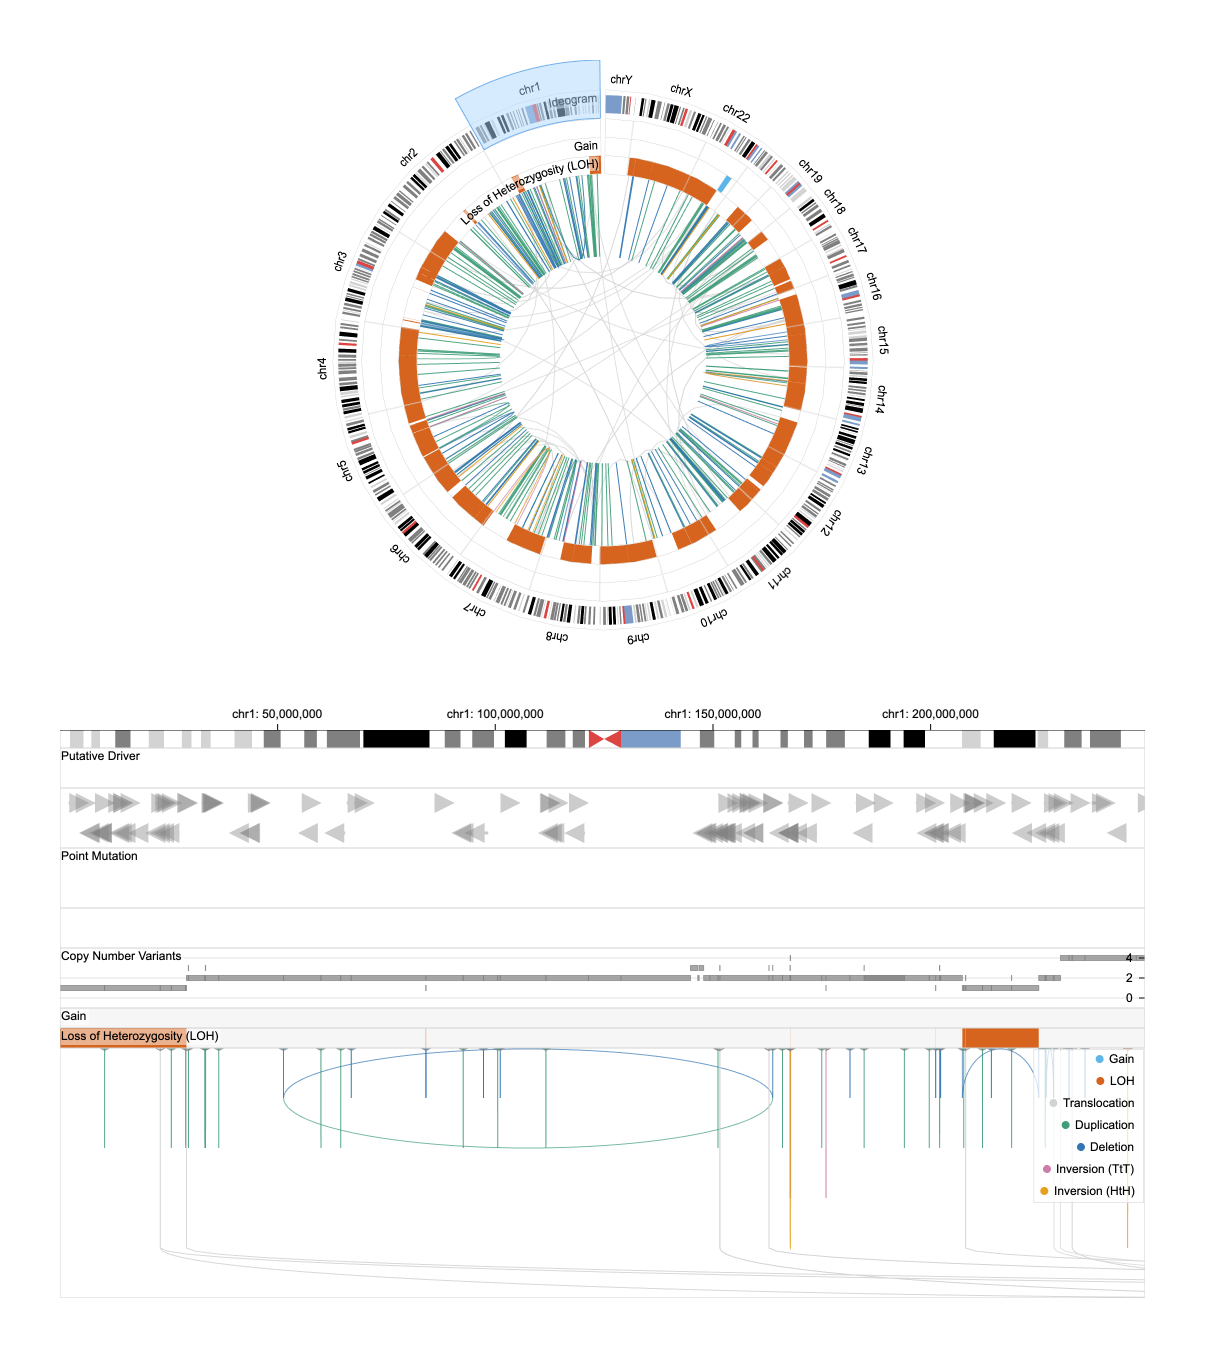 chrY
chrX
chr22
chr1
Ideogram
chr2
Gain
Loss of Heterozygosity (LOH)
chr19
chr18
chr17
chr3
chr16
chr15
chr4
chr14
chr13
chr5
chr12
chr6
chr11
chr7
chr10
chr8
chr9
chr1: 50,000,000
chr1: 100,000,000
chr1: 150,000,000
chr1: 200,000,000
Putative Driver
Point Mutation
Copy Number Variants
4
2
0
Gain
Loss of Heterozygosity (LOH)
Gain
LOH
Translocation
Duplication
Deletion
Inversion (TtT)
Inversion (HtH)